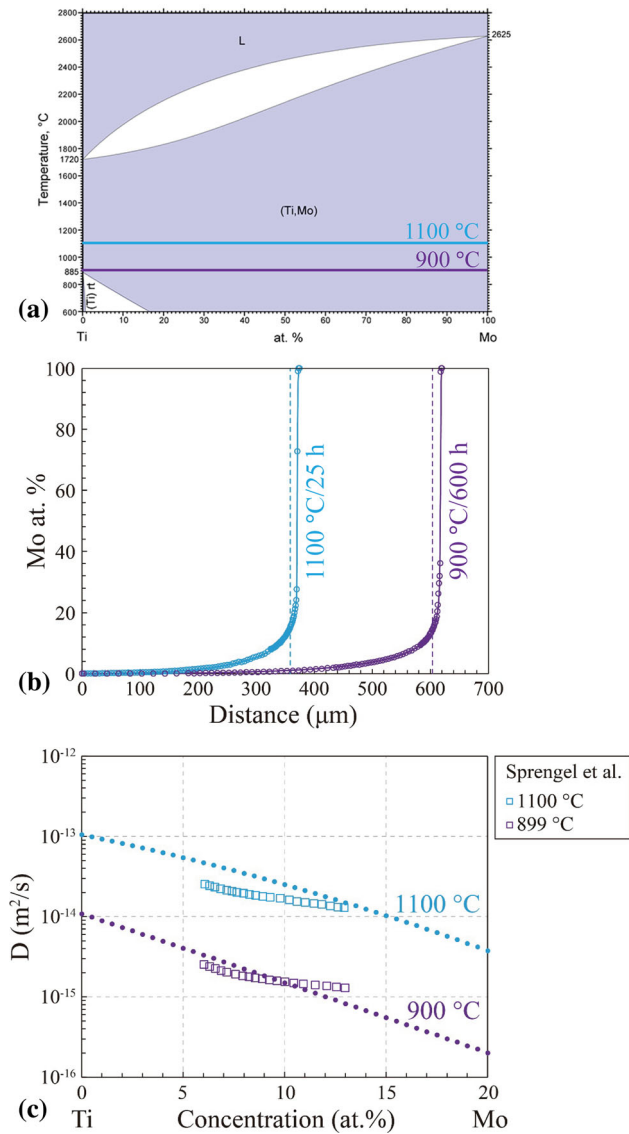 2800
2600
2400
2200
2000
1800
1720
1600
1400
1200
1000
885
800
600
Temperature, °C
L
2625
(Ti,Mo)
1100 °C
900 °C
(Ti) rt
0 10 20 30 40 50 60 70 80 90 100
Ti at. % Mo
(a)
100
80
60
40
20
0
Mo at. %
1100 °C/25 h
900 °C/600 h
0 100 200 300 400 500 600 700
Distance (μm)
(b)
10-12
10-13
10-14
10-15
10-16
D (m2/s)
1100 °C
900 °C
Sprengel et al.
1100 °C
899 °C
0 5 10 15 20
Ti Concentration (at.%) Mo
(c)